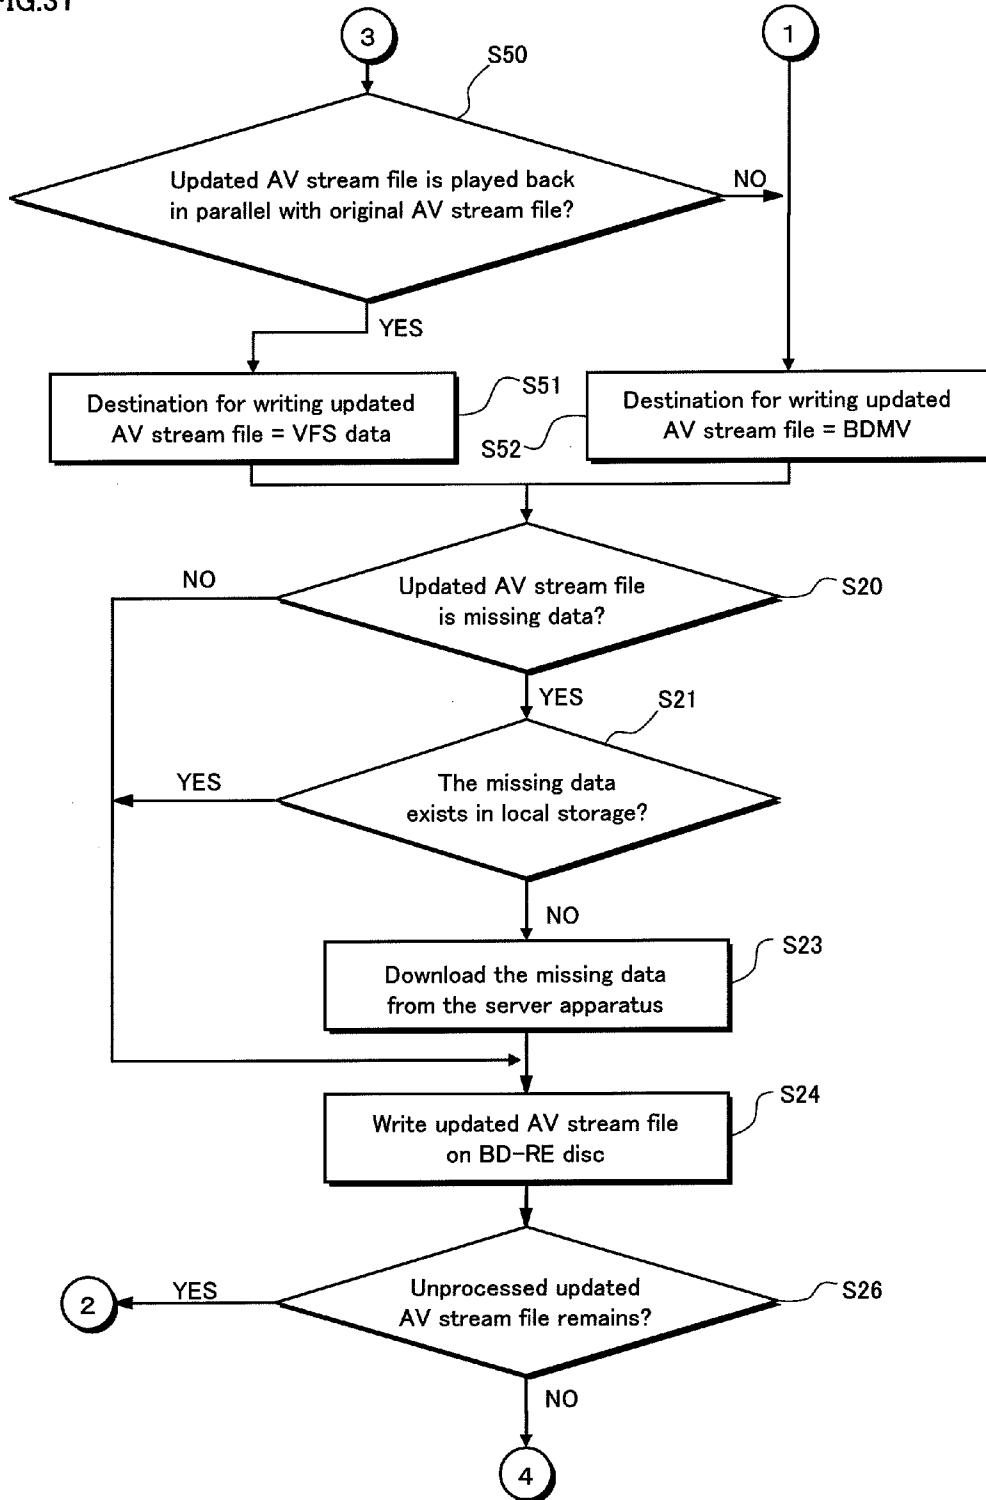 FIG.31
3
1
S50
Updated AV stream file is played back
in parallel with original AV stream file?
NO
YES
Destination for writing updated
AV stream file = VFS data
S51
Destination for writing updated
AV stream file = BDMV
S52
Updated AV stream file
is missing data?
NO
S20
YES
S21
The missing data
exists in local storage?
YES
NO
S23
Download the missing data
from the server apparatus
S24
Write updated AV stream file
on BD-RE disc
Unprocessed updated
AV stream file remains?
S26
YES
2
NO
4